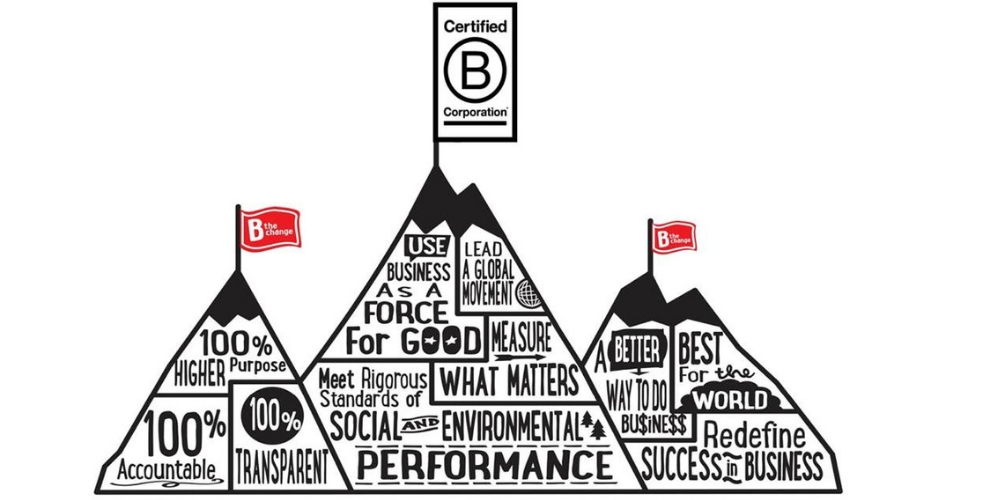 Certified
B
Corporation
B the change
B the change
100%
HIGHER Purpose
100%
Accountable
100%
TRANSPARENT
USE
BUSINESS
AS A
FORCE
For GOOD
LEAD
A GLOBAL
MOVEMENT
MEASURE
WHAT MATTERS
Meet Rigorous
Standards of
SOCIAL AND ENVIRONMENTAL
PERFORMANCE
A BETTER
WAY TO DO
BU$iNE$$
BEST
For the
WORLD
Redefine
SUCCESS in BUSINESS